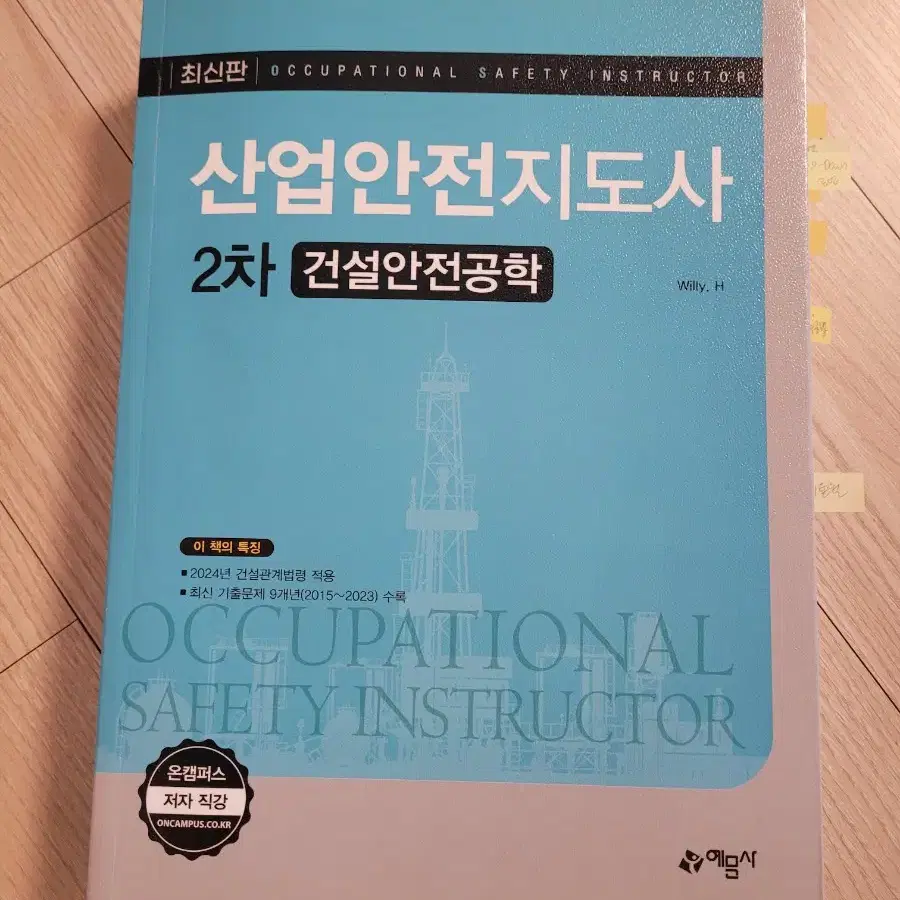 최신판 OCCUPATIONAL SAFETY INSTRUCTOR
산업안전지도사
2차 건설안전공학
Willy. H
이 책의 특징
■ 2024년 건설관계법령 적용
■ 최신 기출문제 9개년(2015~2023) 수록
OCCUPATIONAL
SAFETY INSTRUCTOR
온캠퍼스
저자 직강
ONCAMPUS.CO.KR
예문사